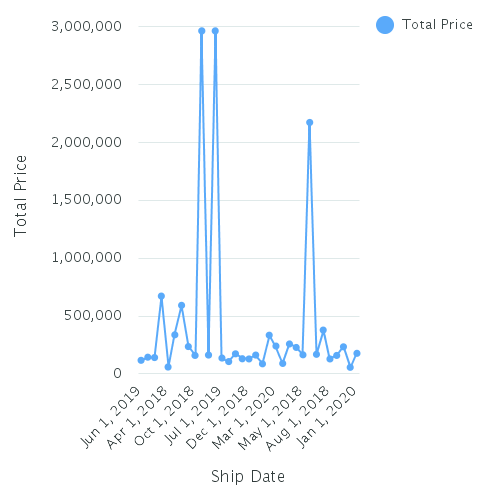 Total Price
3,000,000
2,500,000
2,000,000
1,500,000
1,000,000
500,000
0
Total Price
Jun 1, 2019
Apr 1, 2018
Oct 1, 2018
Jul 1, 2019
Dec 1, 2018
Mar 1, 2020
May 1, 2018
Aug 1, 2018
Jan 1, 2020
Ship Date